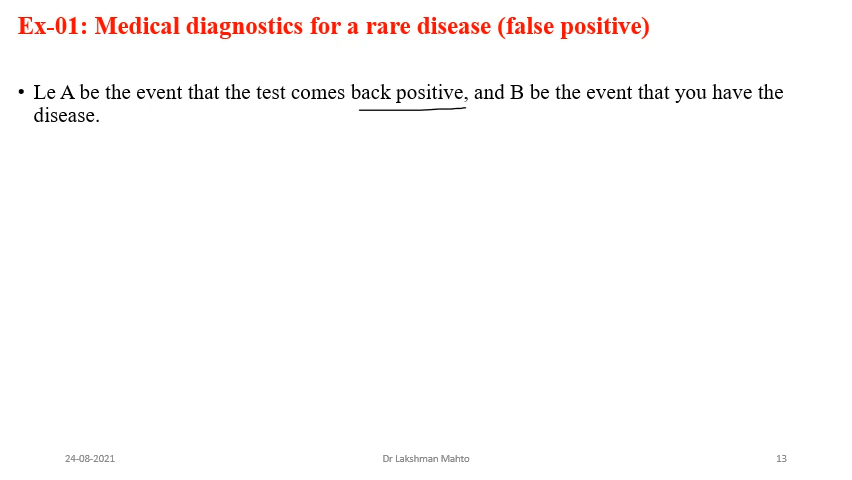 Ex-01: Medical diagnostics for a rare disease (false positive)
• Le A be the event that the test comes back positive, and B be the event that you have the
disease.
24-08-2021
Dr Lakshman Mahto
13